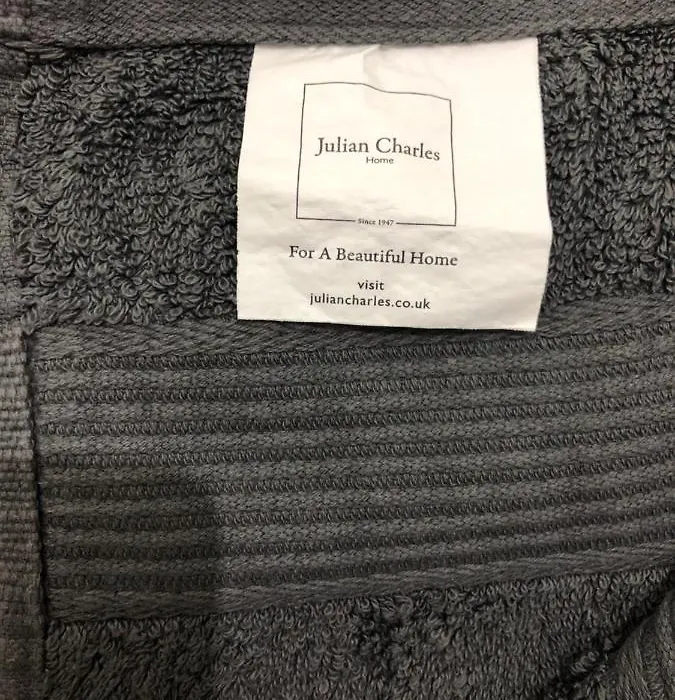 Julian Charles
Home
Since 1947
For A Beautiful Home
visit
juliancharles.co.uk